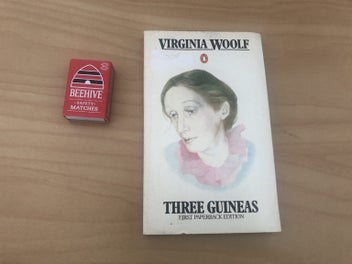 BEEHIVE
SAFETY
MATCHES
VIRGINIA WOOLF
THREE GUINEAS
FIRST PAPERBACK EDITION